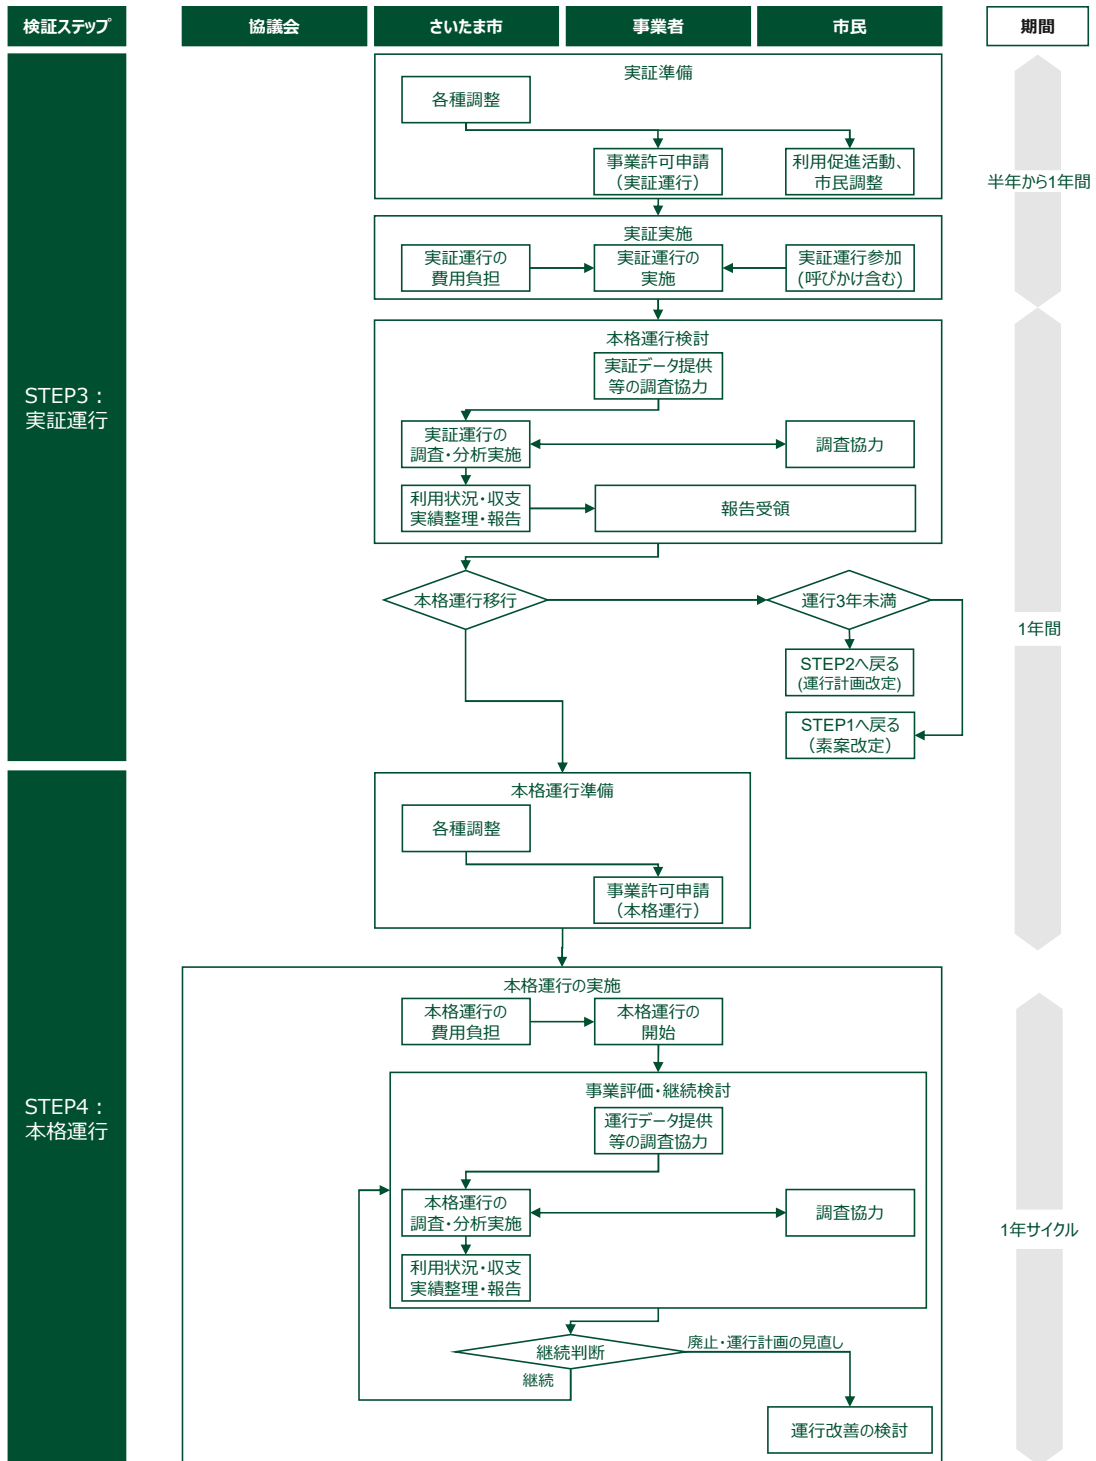 検証ステップ
協議会
さいたま市
事業者
市民
期間
STEP3：
実証運行
実証準備
各種調整
事業許可申請
（実証運行）
利用促進活動、
市民調整
半年から1年間
実証実施
実証運行の
費用負担
実証運行の
実施
実証運行参加
(呼びかけ含む)
本格運行検討
実証データ提供
等の調査協力
実証運行の
調査・分析実施
調査協力
利用状況・収支
実績整理・報告
報告受領
本格運行移行
運行3年未満
1年間
STEP2へ戻る
(運行計画改定)
STEP1へ戻る
（素案改定）
STEP4：
本格運行
本格運行準備
各種調整
事業許可申請
（本格運行）
本格運行の実施
本格運行の
費用負担
本格運行の
開始
事業評価・継続検討
運行データ提供
等の調査協力
本格運行の
調査・分析実施
調査協力
1年サイクル
利用状況・収支
実績整理・報告
継続判断
廃止・運行計画の見直し
継続
運行改善の検討